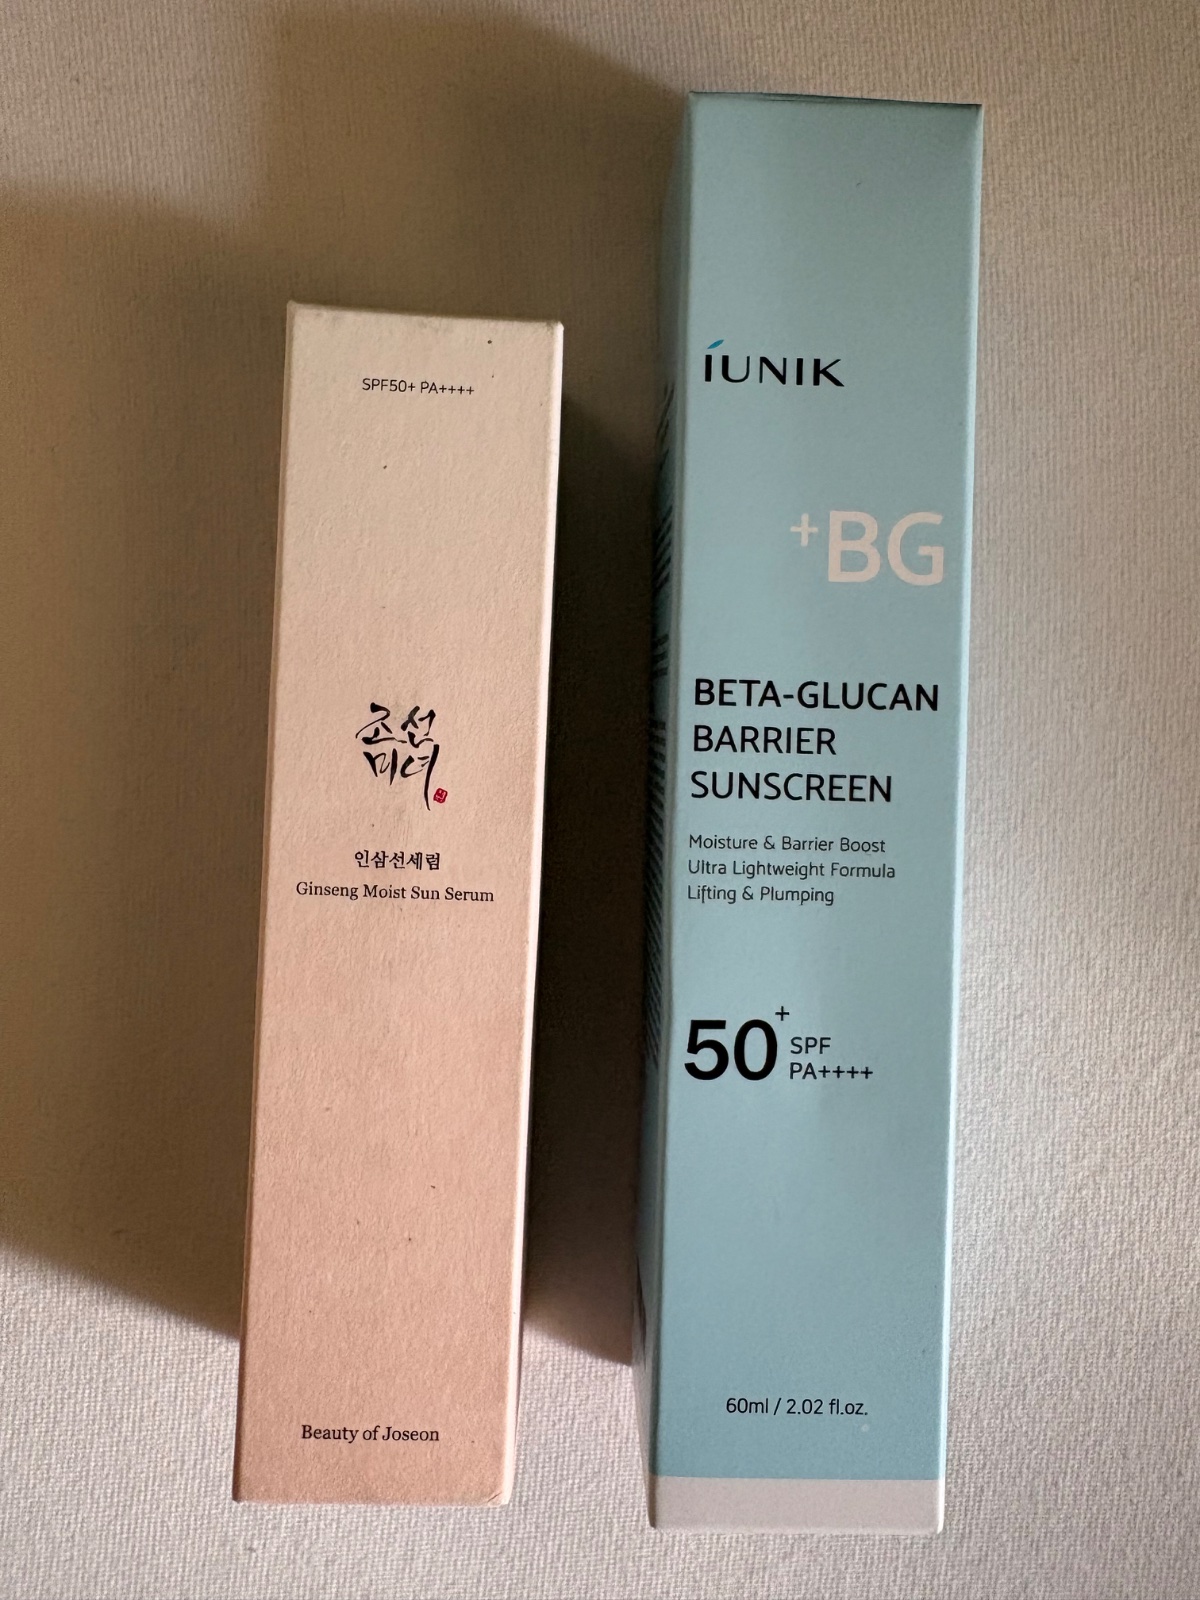 SPF50+ PA++++
조선
미녀
인삼선세럼
Ginseng Moist Sun Serum
Beauty of Joseon
iUNIK
+BG
BETA-GLUCAN
BARRIER
SUNSCREEN
Moisture & Barrier Boost
Ultra Lightweight Formula
Lifting & Plumping
50+ SPF
PA++++
60ml / 2.02 fl.oz.